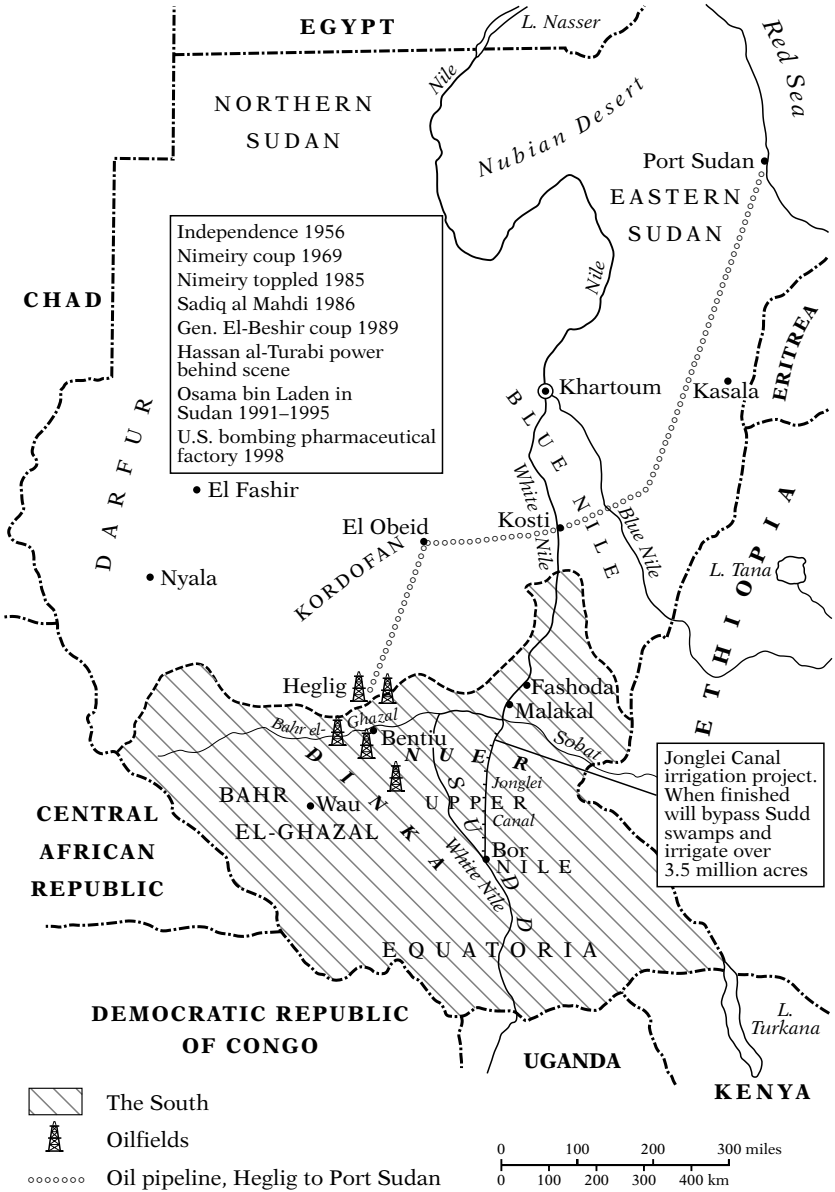 EGYPT
L. Nasser
Nile
Red Sea
NORTHERN
SUDAN
Nubian Desert
Port Sudan
EASTERN
SUDAN
Independence 1956
Nimeiry coup 1969
Nimeiry toppled 1985
Sadiq al Mahdi 1986
Gen. El-Beshir coup 1989
Hassan al-Turabi power
behind scene
Osama bin Laden in
Sudan 1991–1995
U.S. bombing pharmaceutical
factory 1998
Nile
CHAD
ERITREA
Khartoum
Kasala
BLUE NILE
DARFUR
White Nile
El Fashir
Kosti
Blue Nile
El Obeid
KORDOFAN
ETHIOPIA
L. Tana
Nyala
Heglig
Fashoda
Malakal
Bahr el-Ghazal
Bentiu
Sobat
NUER
DINKA
Jonglei
Canal
SUDD
UPPER
NILE
BAHR
EL-GHAZAL
Wau
Bor
White Nile
Jonglei Canal
irrigation project.
When finished
will bypass Sudd
swamps and
irrigate over
3.5 million acres
CENTRAL
AFRICAN
REPUBLIC
EQUATORIA
DEMOCRATIC REPUBLIC
OF CONGO
UGANDA
L.
Turkana
KENYA
The South
Oilfields
Oil pipeline, Heglig to Port Sudan
0 100 200 300 miles
0 100 200 300 400 km